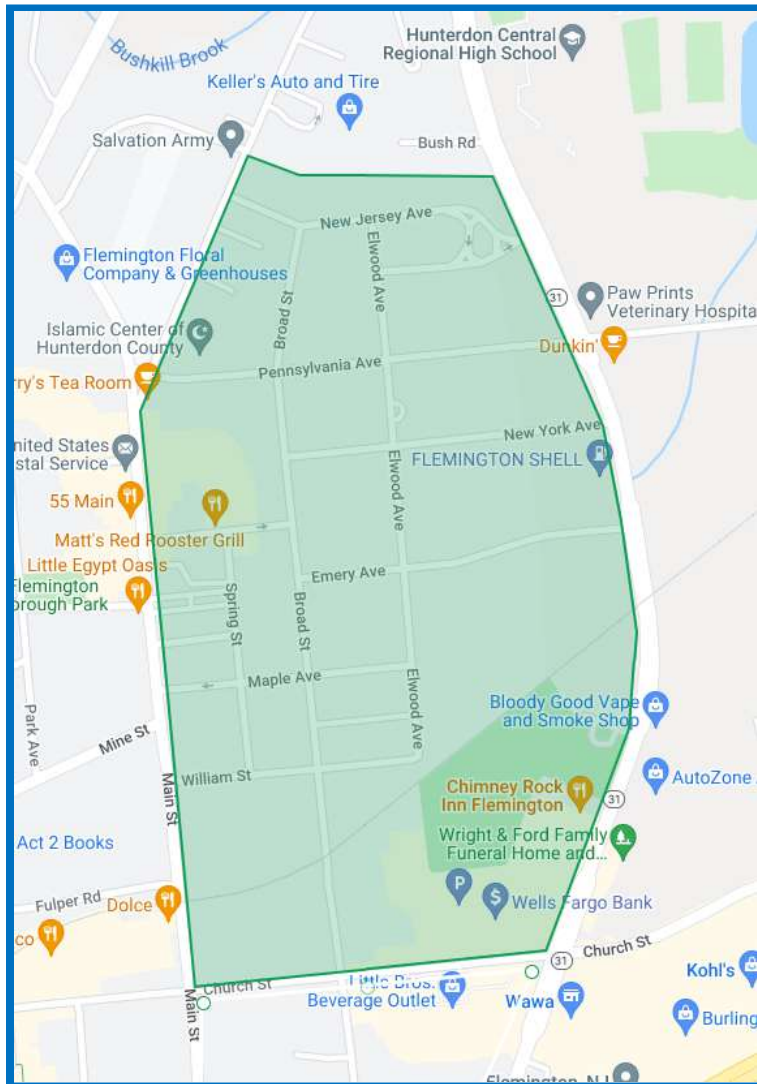 Bushkill Brook
Hunterdon Central
Regional High School
Keller's Auto and Tire
Salvation Army
Bush Rd
New Jersey Ave
Elwood Ave
Flemington Floral
Company & Greenhouses
Broad St
31
Paw Prints
Veterinary Hospita
Islamic Center of
Hunterdon County
Dunkin'
Pennsylvania Ave
rry's Tea Room
New York Ave
nited States
stal Service
FLEMINGTON SHELL
Elwood Ave
55 Main
Matt's Red Rooster Grill
Little Egypt Oasis
Flemington
orough Park
Emery Ave
Spring St
Broad St
Maple Ave
Elwood Ave
Park Ave
Bloody Good Vape
and Smoke Shop
Mine St
William St
Main St
Chimney Rock
Inn Flemington
31
AutoZone
Act 2 Books
Wright & Ford Family
Funeral Home and...
P
$
Wells Fargo Bank
Fulper Rd
Dolce
co
Church St
31
Kohl's
Church St
Main St
Little Bros.
Beverage Outlet
Wawa
Burling
Flemington, NJ